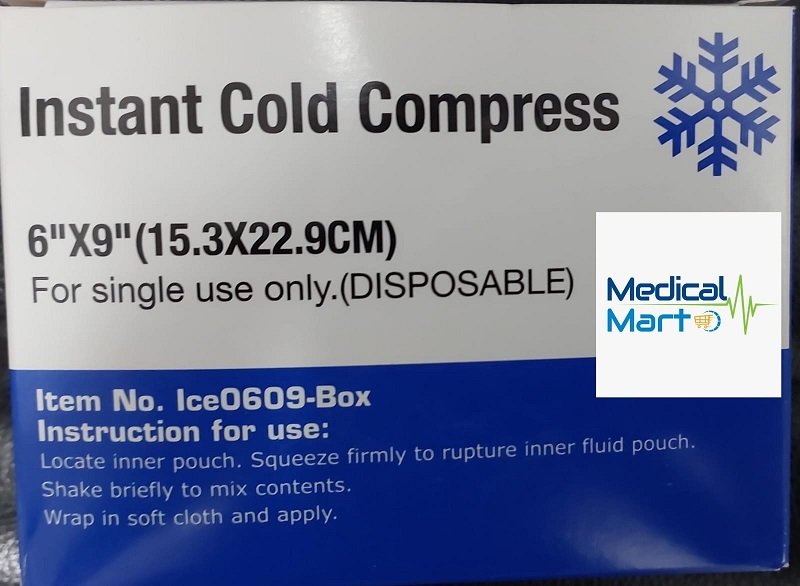 Instant Cold Compress
6"X9"(15.3X22.9CM)
For single use only.(DISPOSABLE)
Medical
Mart
Item No. Ice0609-Box
Instruction for use:
Locate inner pouch. Squeeze firmly to rupture inner fluid pouch.
Shake briefly to mix contents.
Wrap in soft cloth and apply.